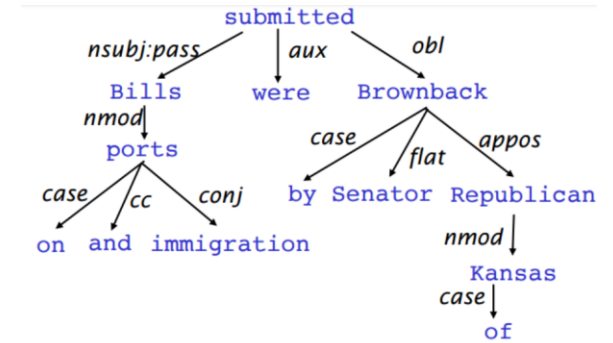 submitted
nsubj:pass aux obl
Bills were Brownback
nmod
ports case flat appos
case cc conj by Senator Republican
on and immigration nmod
Kansas
case
of